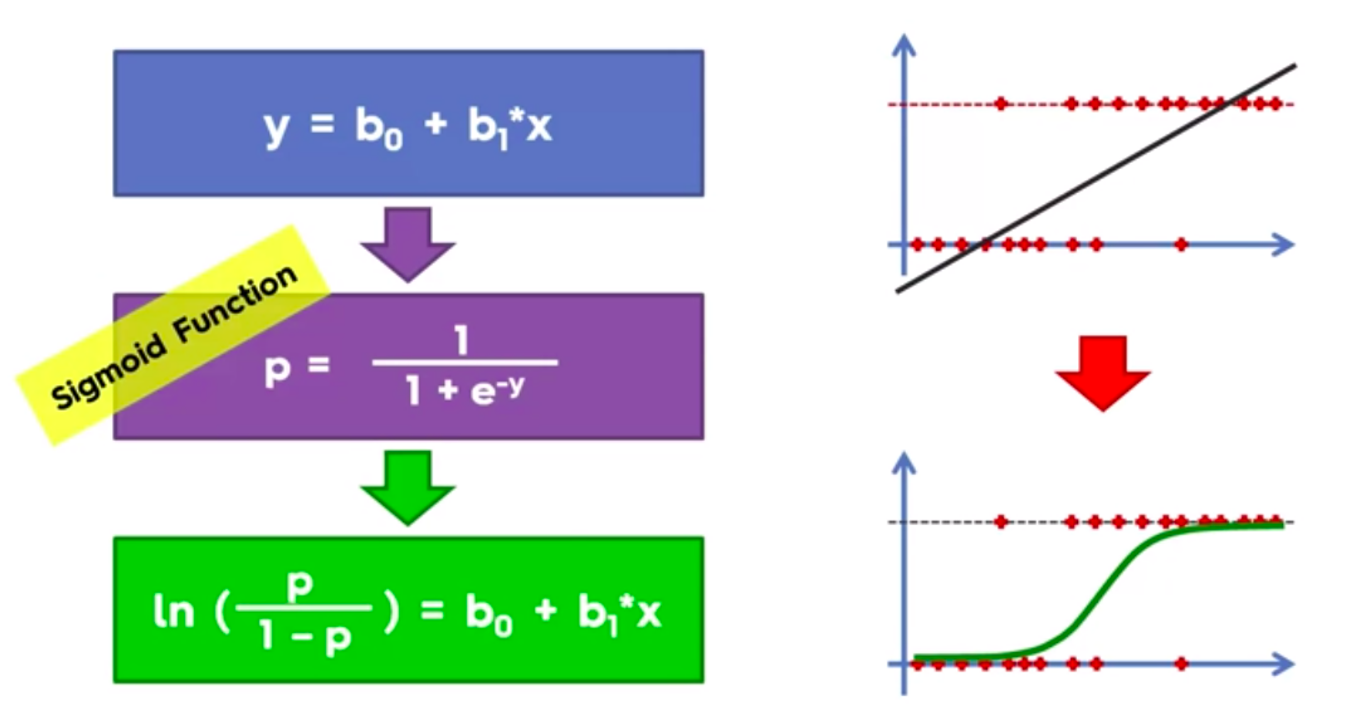 y = b₀ + b₁*x
Sigmoid Function
p = 1 / 1 + e⁻ʸ
ln ( p / 1 − p ) = b₀ + b₁*x